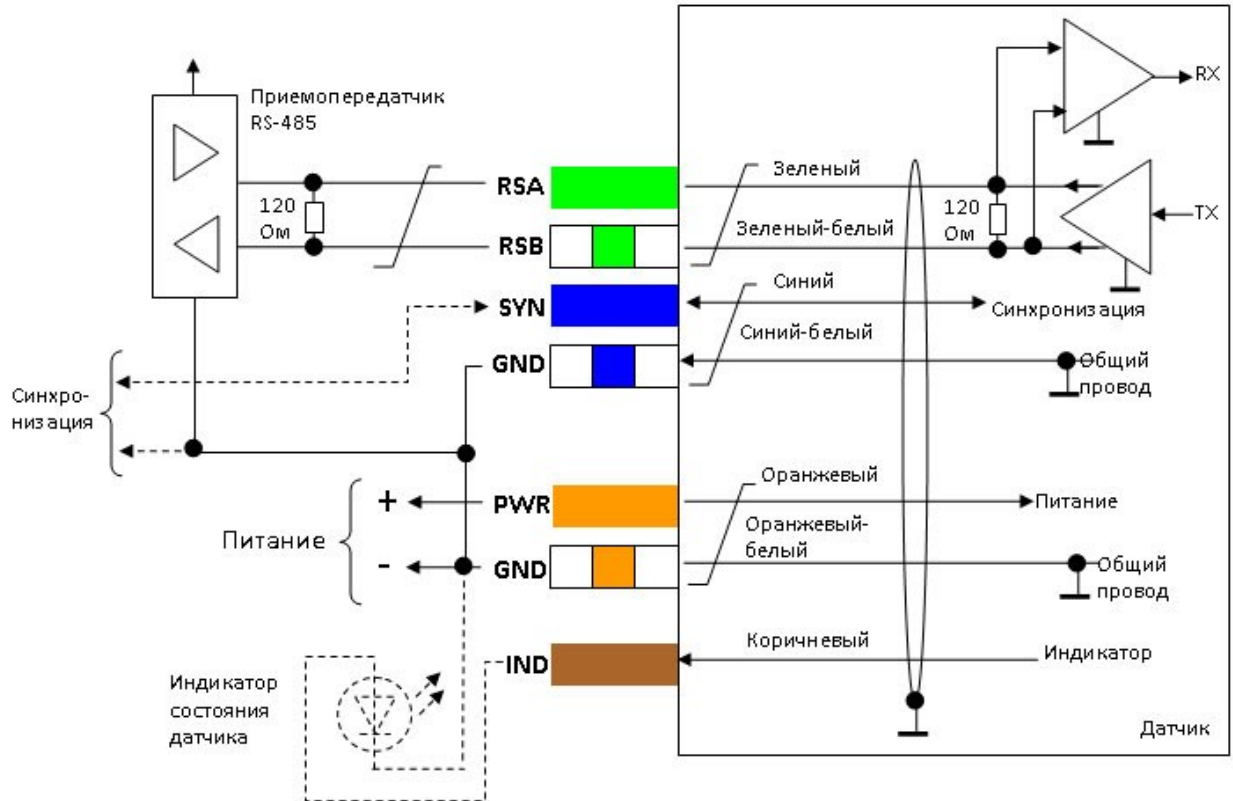 Приемопередатчик
RS-485
RX
RSA
Зеленый
120
Ом
120
Ом
TX
RSB
Зеленый-белый
SYN
Синий
Синхронизация
Синий-белый
GND
Общий
провод
Синхро-
низация
Оранжевый
+
PWR
Питание
Питание
Оранжевый-
белый
-
GND
Общий
провод
Коричневый
IND
Индикатор
Индикатор
состояния
датчика
Датчик